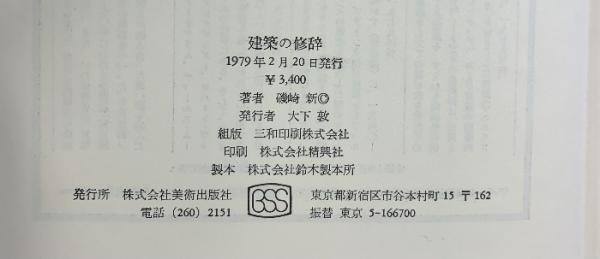 建築の修辞
1979年2月20日発行
¥3,400
著者 磯崎 新©
発行者 大下 敦
組版 三和印刷株式会社
印刷 株式会社精興社
製本 株式会社鈴木製本所
発行所 株式会社美術出版社
電話 (260) 2151
BSS
東京都新宿区市谷本村町15 〒162
振替 東京 5-166700